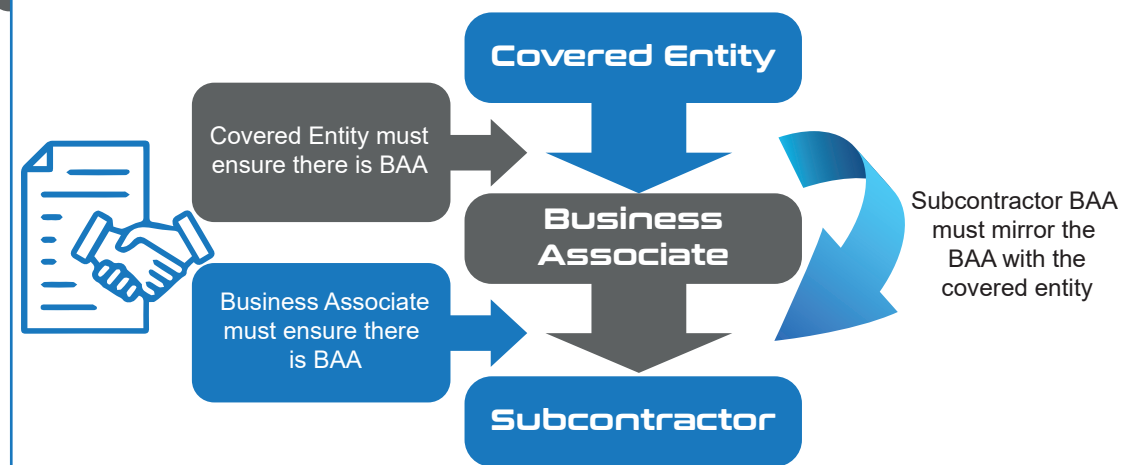 Covered Entity
Covered Entity must
ensure there is BAA
Business
Associate
Subcontractor BAA
must mirror the
BAA with the
covered entity
Business Associate
must ensure there
is BAA
Subcontractor